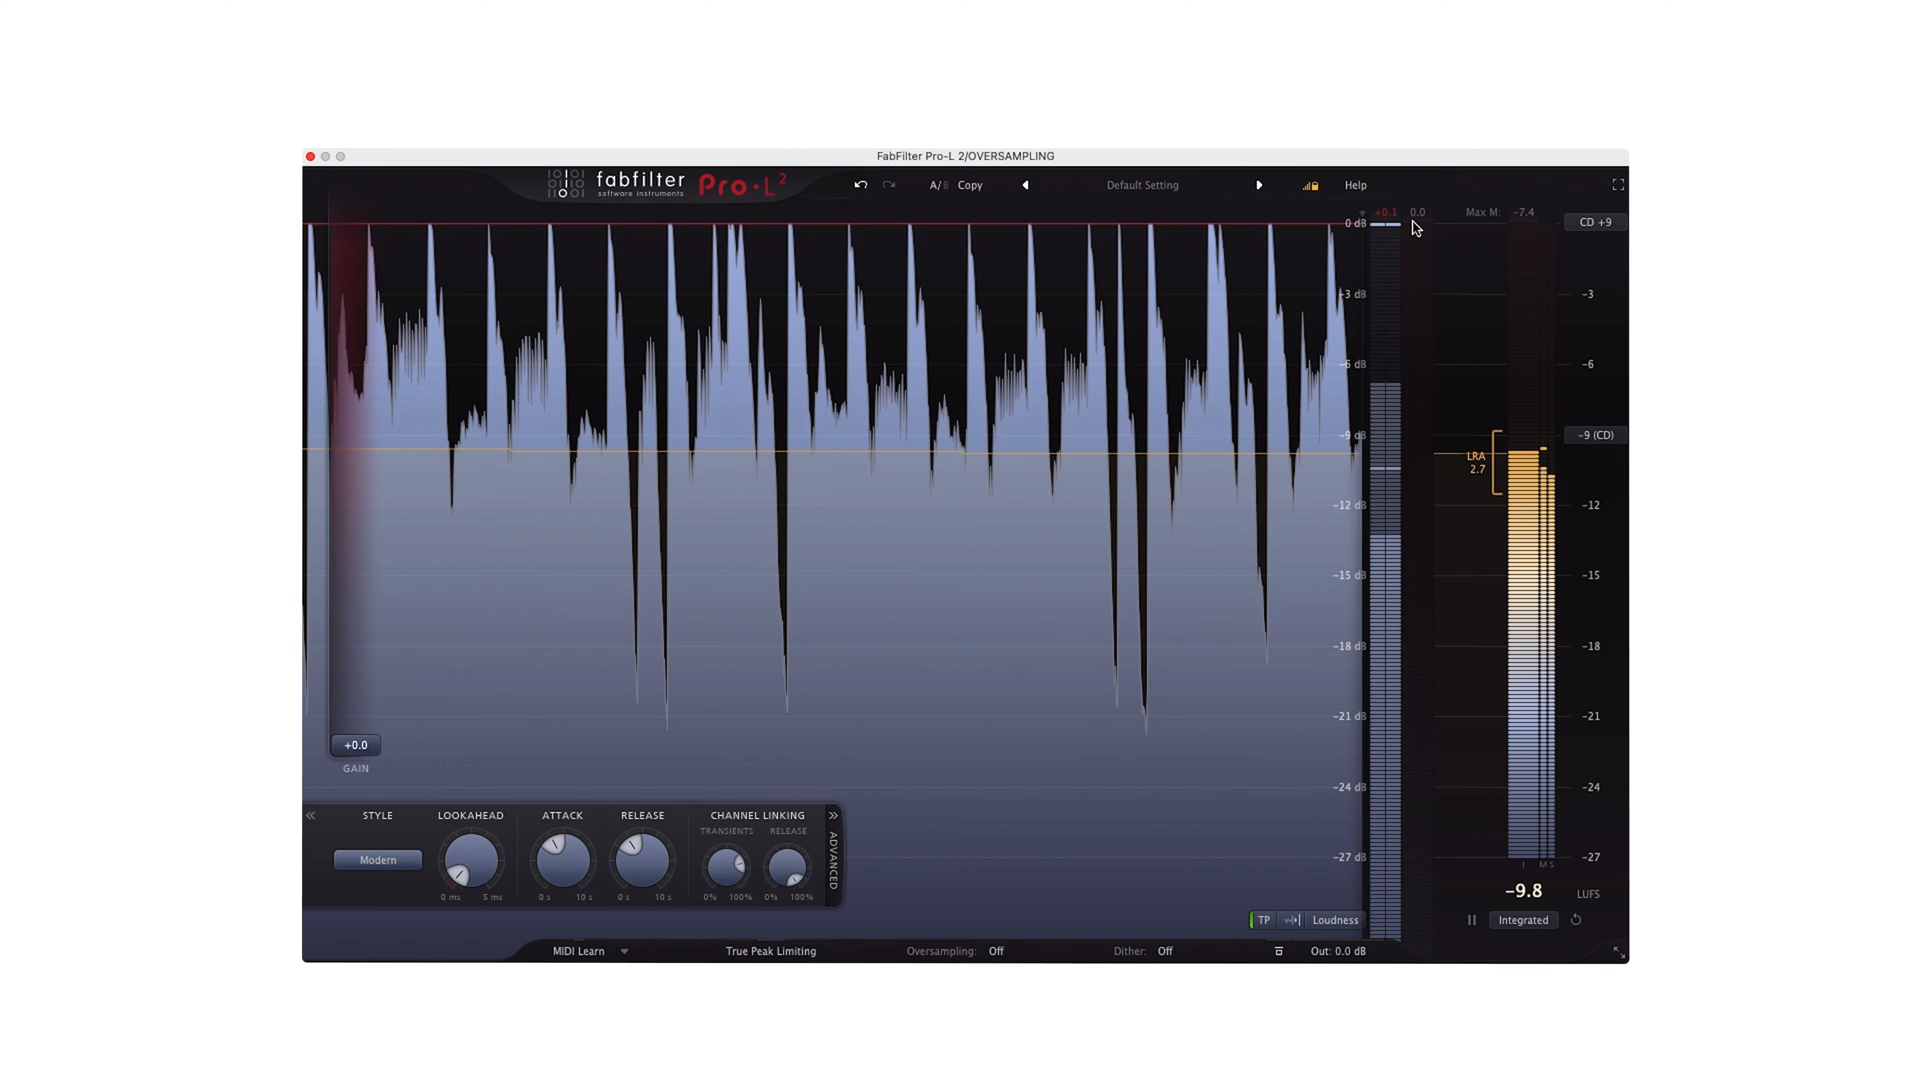 FabFilter Pro-L 2/OVERSAMPLING
fabfilter
software instruments
Pro·L²
A/B Copy
Default Setting
Help
+0.1 0.0
Max M: -7.4
CD +9
0 dB
-3 dB
-6 dB
-9 dB
-12 dB
-15 dB
-18 dB
-21 dB
-24 dB
-27 dB
-3
-6
-9 (CD)
-12
-15
-18
-21
-24
-27
LRA
2.7
I M S
-9.8 LUFS
Integrated
+0.0
GAIN
STYLE LOOKAHEAD ATTACK RELEASE CHANNEL LINKING
TRANSIENTS RELEASE
Modern
0 ms 5 ms 0 s 10 s 0 s 10 s 0% 100% 0% 100%
ADVANCED
TP Loudness
MIDI Learn True Peak Limiting Oversampling: Off Dither: Off Out: 0.0 dB